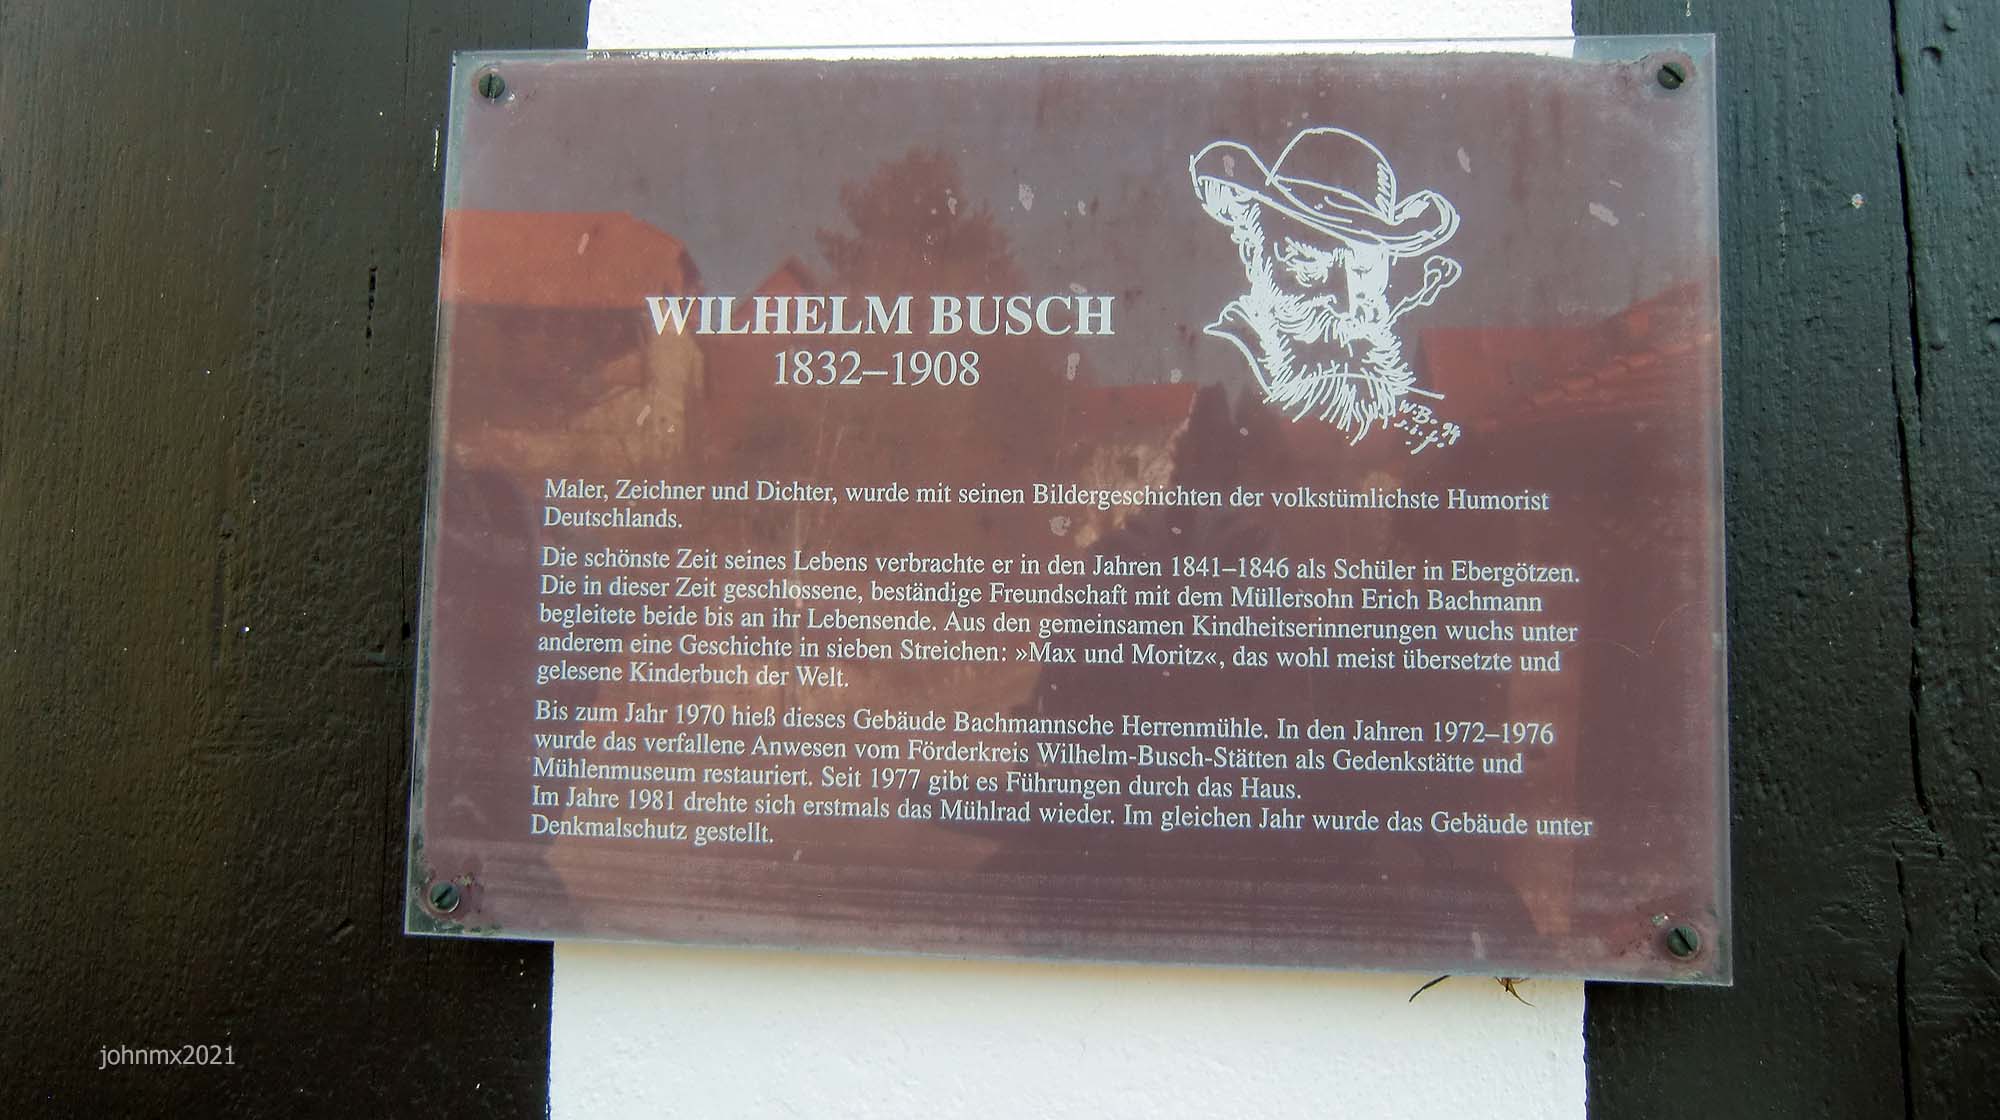 WILHELM BUSCH
1832–1908
W.B. 94
s. i. f.
Maler, Zeichner und Dichter, wurde mit seinen Bildergeschichten der volkstümlichste Humorist
Deutschlands.
Die schönste Zeit seines Lebens verbrachte er in den Jahren 1841–1846 als Schüler in Ebergötzen.
Die in dieser Zeit geschlossene, beständige Freundschaft mit dem Müllersohn Erich Bachmann
begleitete beide bis an ihr Lebensende. Aus den gemeinsamen Kindheitserinnerungen wuchs unter
anderem eine Geschichte in sieben Streichen: »Max und Moritz«, das wohl meist übersetzte und
gelesene Kinderbuch der Welt.
Bis zum Jahr 1970 hieß dieses Gebäude Bachmannsche Herrenmühle. In den Jahren 1972–1976
wurde das verfallene Anwesen vom Förderkreis Wilhelm-Busch-Stätten als Gedenkstätte und
Mühlenmuseum restauriert. Seit 1977 gibt es Führungen durch das Haus.
Im Jahre 1981 drehte sich erstmals das Mühlrad wieder. Im gleichen Jahr wurde das Gebäude unter
Denkmalschutz gestellt.
johnmx2021